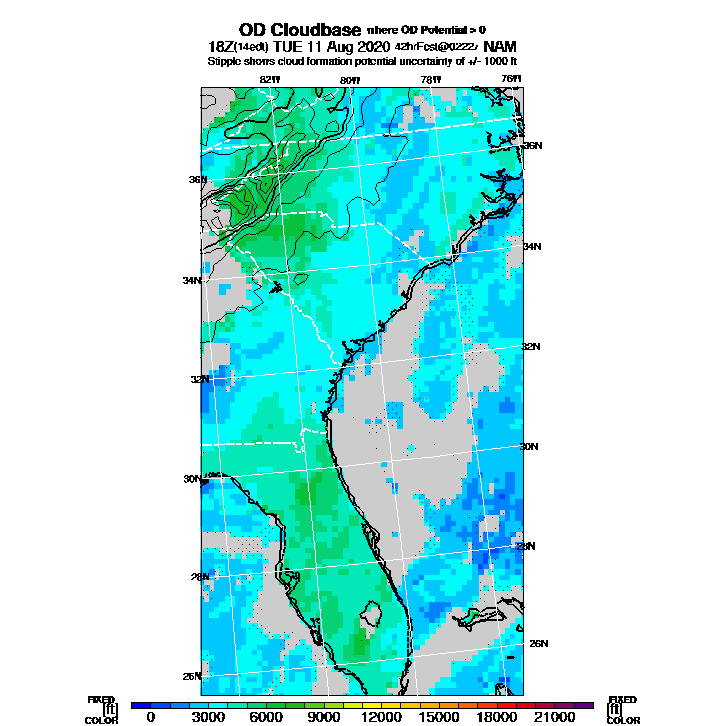 OD Cloudbase where OD Potential > 0
18Z(14edt) TUE 11 Aug 2020 42hrFcst@0222z NAM
Stipple shows cloud formation potential uncertainty of +/- 1000 ft
82W 80W 78W 76W
36N
36N
34N
34N
32N
32N
30N
30N
28N
28N
26N
26N
FIXED FIXED
[ft] 0 3000 6000 9000 12000 15000 18000 21000 [ft]
COLOR COLOR